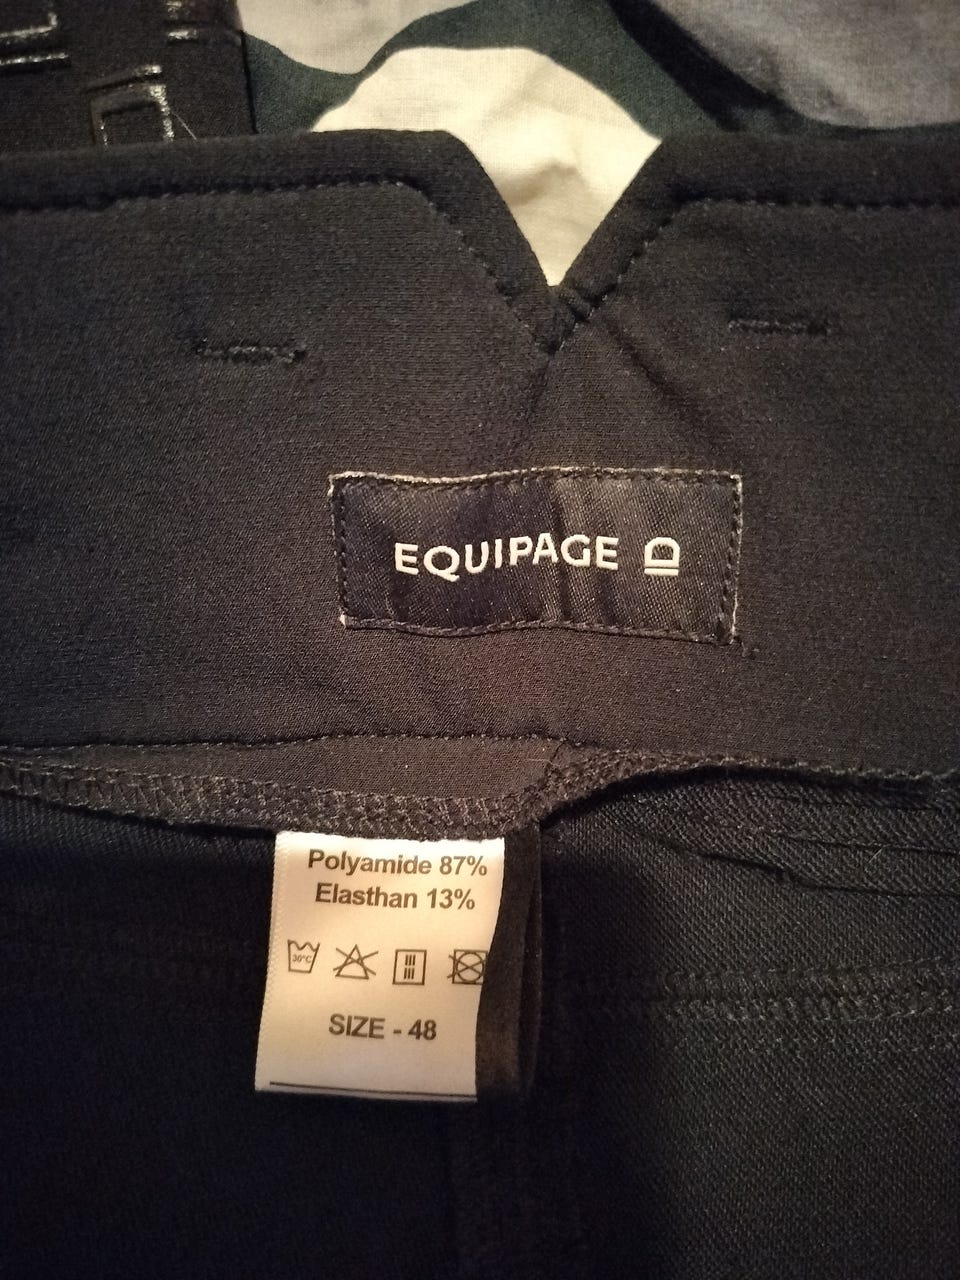 EQUIPAGE
Polyamide 87%
Elasthan 13%
30°C
SIZE - 48